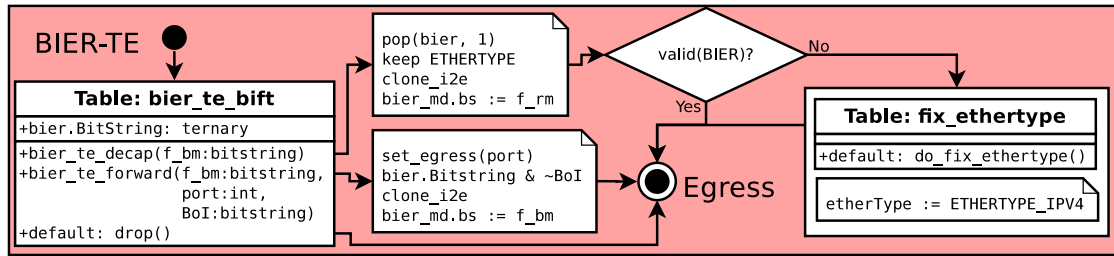 BIER-TE
Table: bier_te_bift
+bier.BitString: ternary
+bier_te_decap(f_bm:bitstring)
+bier_te_forward(f_bm:bitstring,
port:int,
BoI:bitstring)
+default: drop()
pop(bier, 1)
keep ETHERTYPE
clone_i2e
bier_md.bs := f_rm
set_egress(port)
bier.Bitstring & ~BoI
clone_i2e
bier_md.bs := f_bm
valid(BIER)?
No
Yes
Egress
Table: fix_ethertype
+default: do_fix_ethertype()
etherType := ETHERTYPE_IPV4